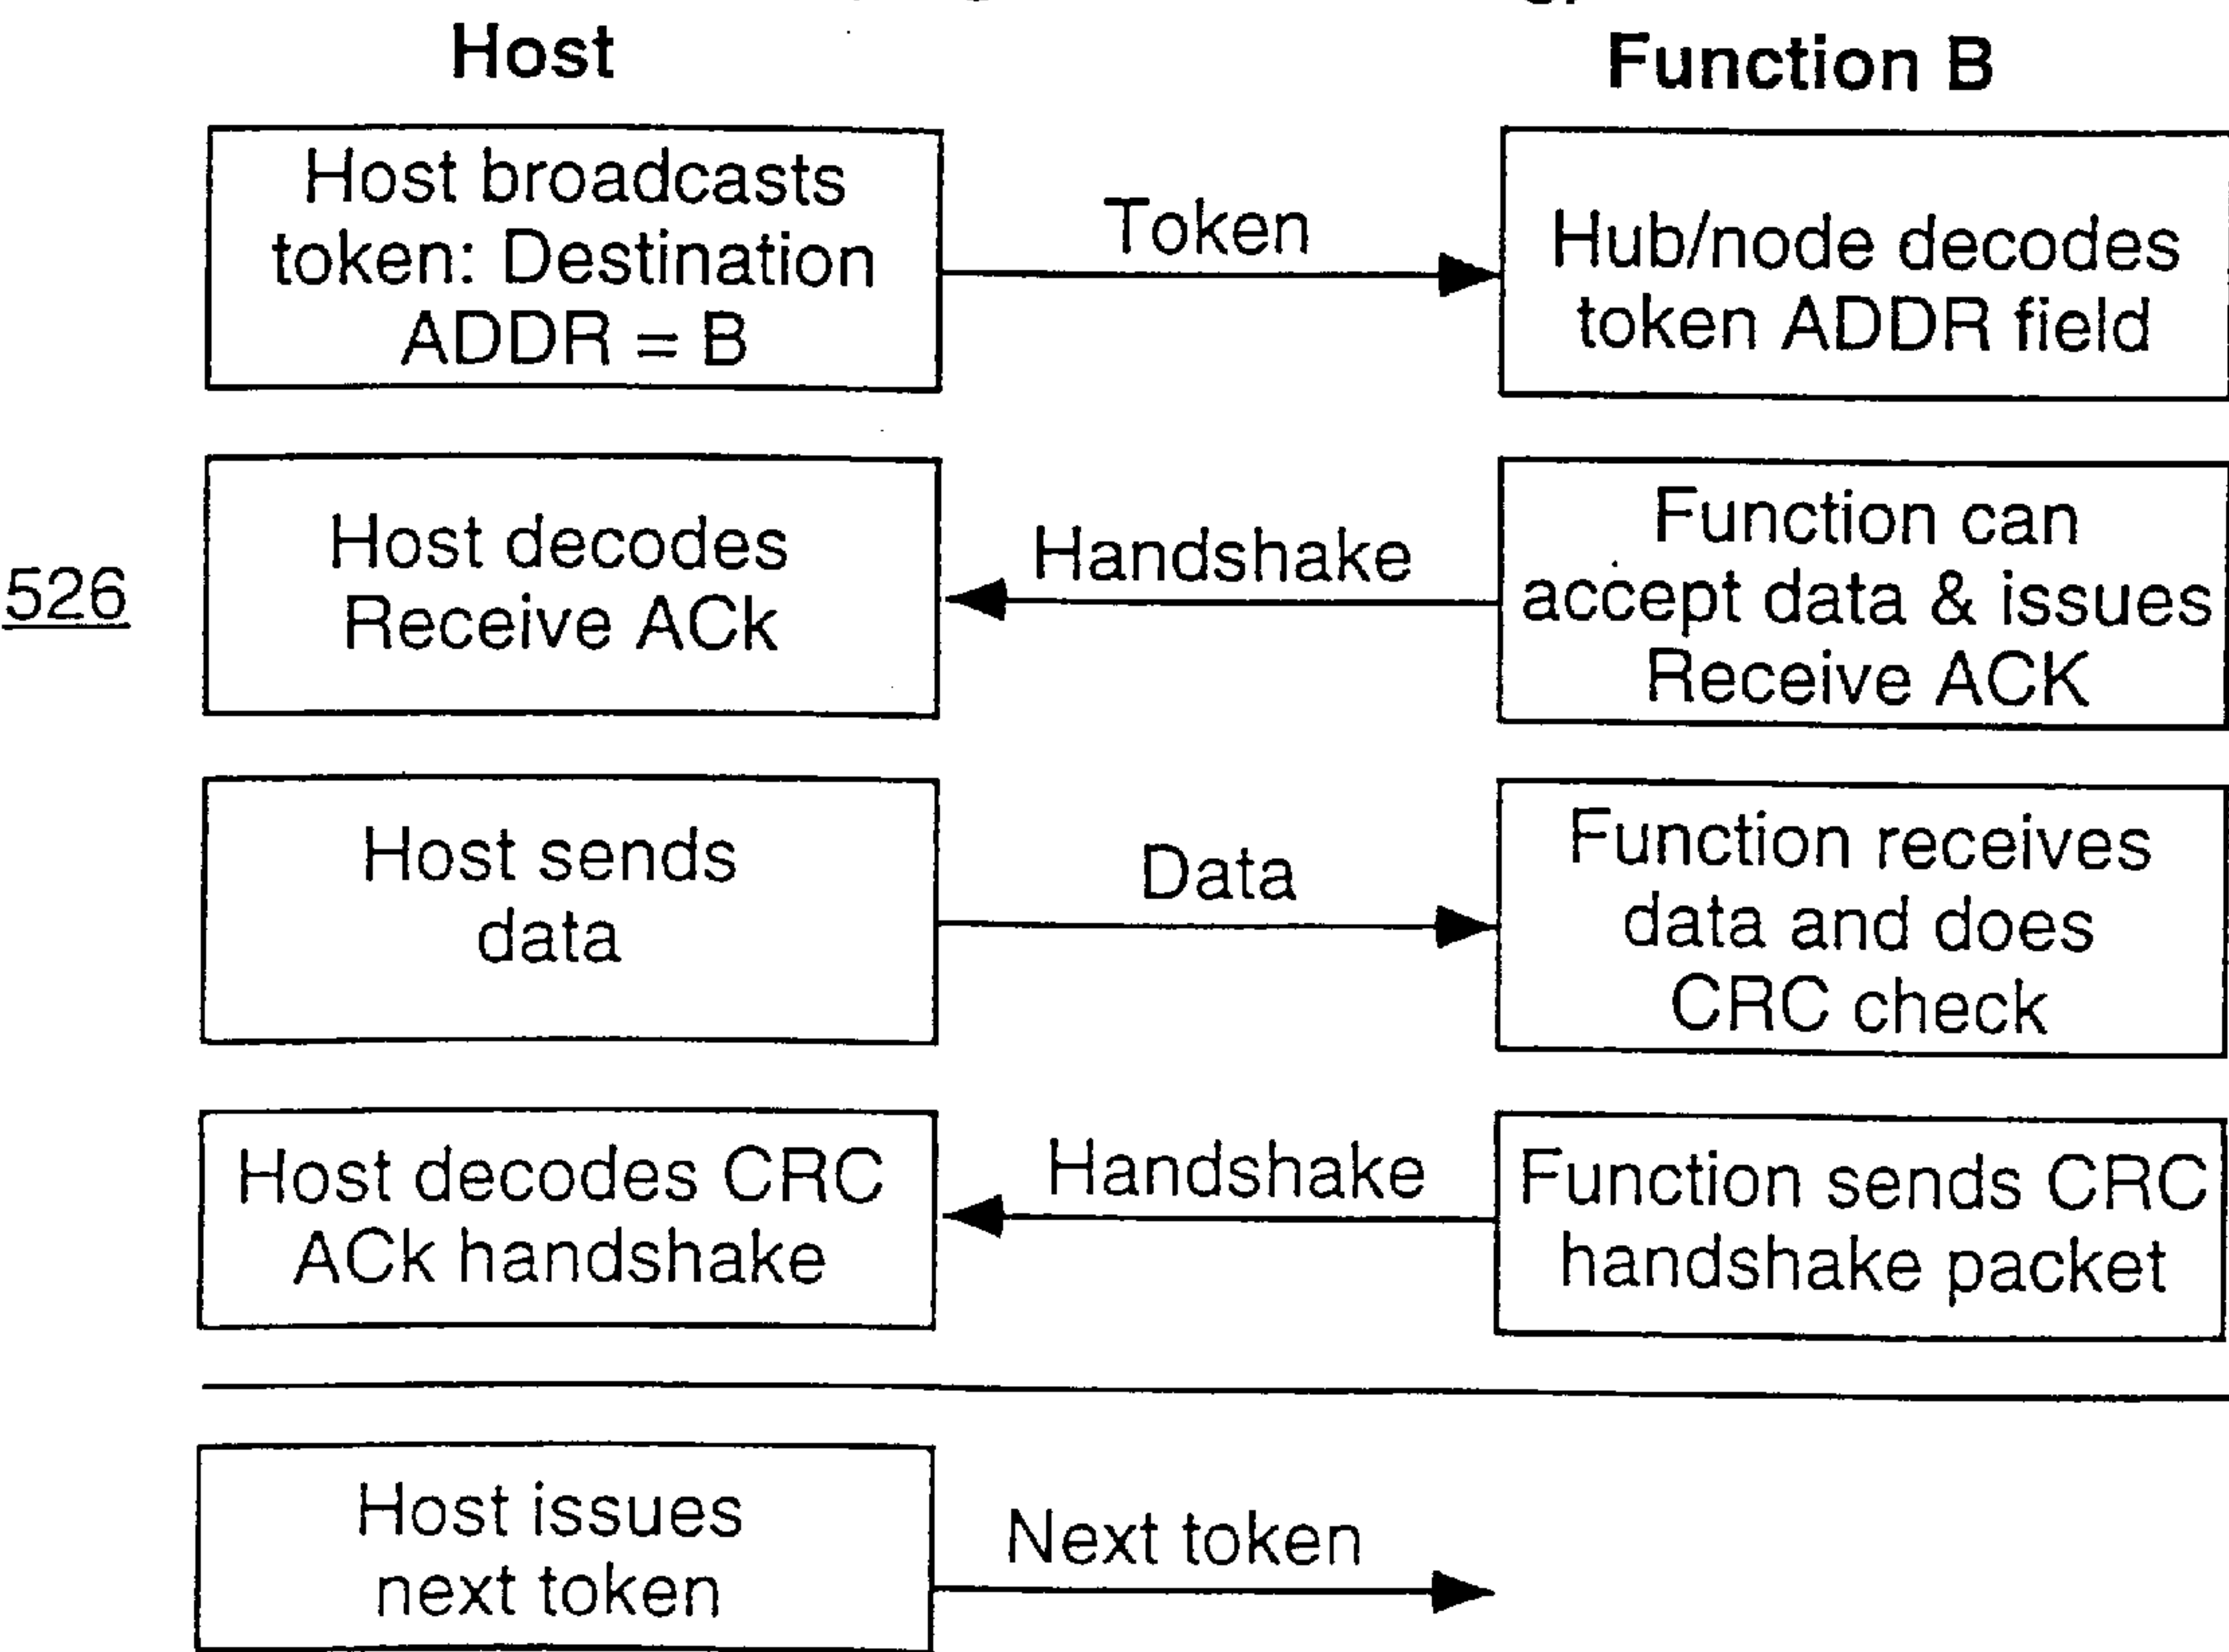 Host
Function B
Host broadcasts
token: Destination
ADDR = B
Token
Hub/node decodes
token ADDR field
526
Host decodes
Receive ACk
Handshake
Function can
accept data & issues
Receive ACK
Host sends
data
Data
Function receives
data and does
CRC check
Host decodes CRC
ACk handshake
Handshake
Function sends CRC
handshake packet
Host issues
next token
Next token